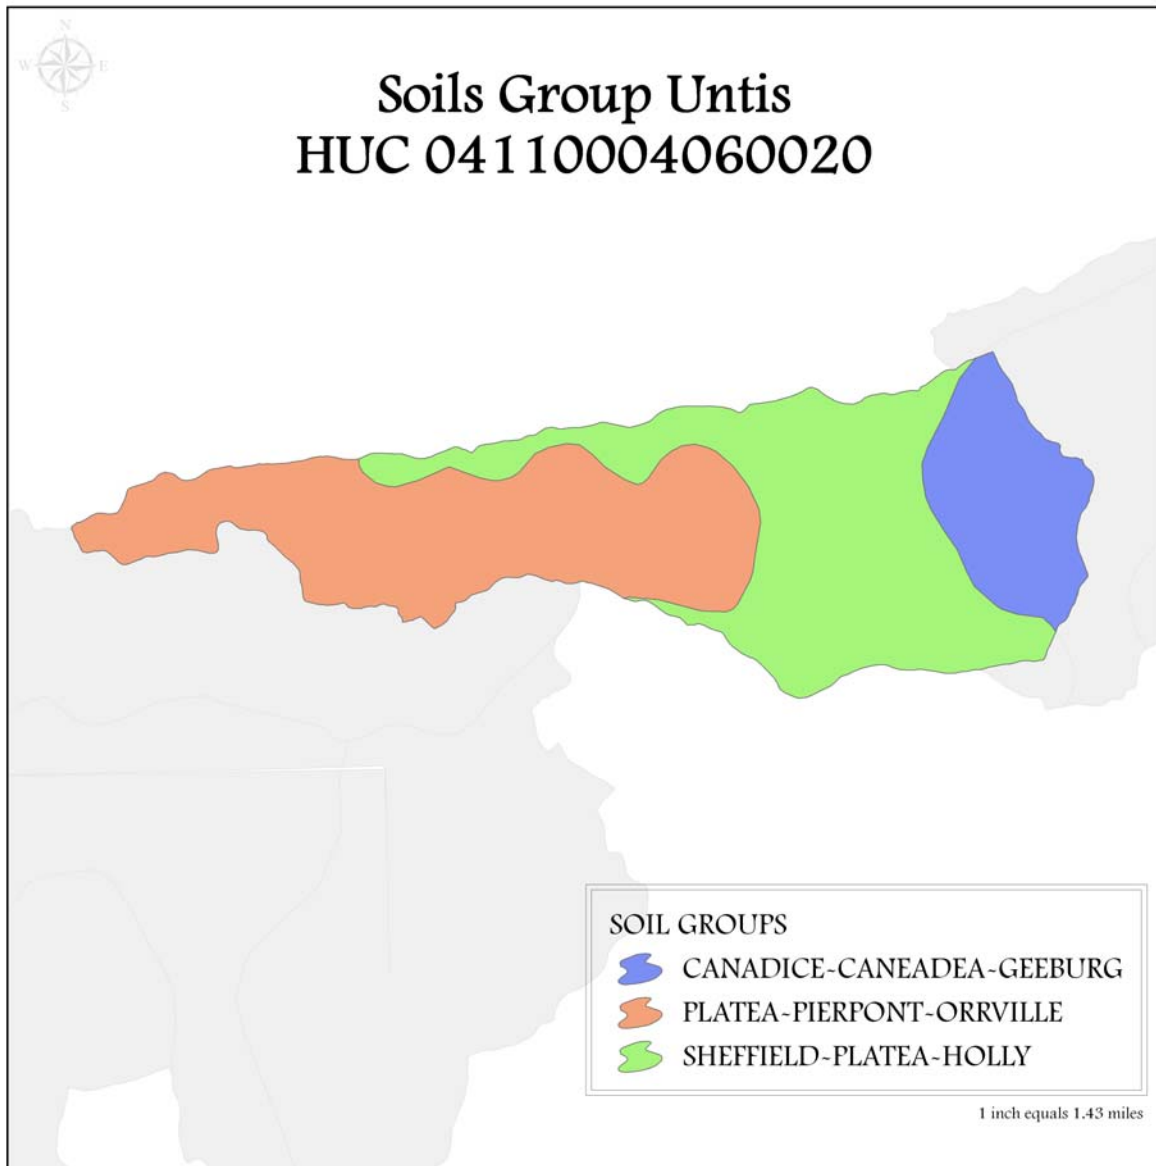 N
W E
S
Soils Group Untis
HUC 04110004060020
SOIL GROUPS
CANADICE-CANEADEA-GEEBURG
PLATEA-PIERPONT-ORRVILLE
SHEFFIELD-PLATEA-HOLLY
1 inch equals 1.43 miles